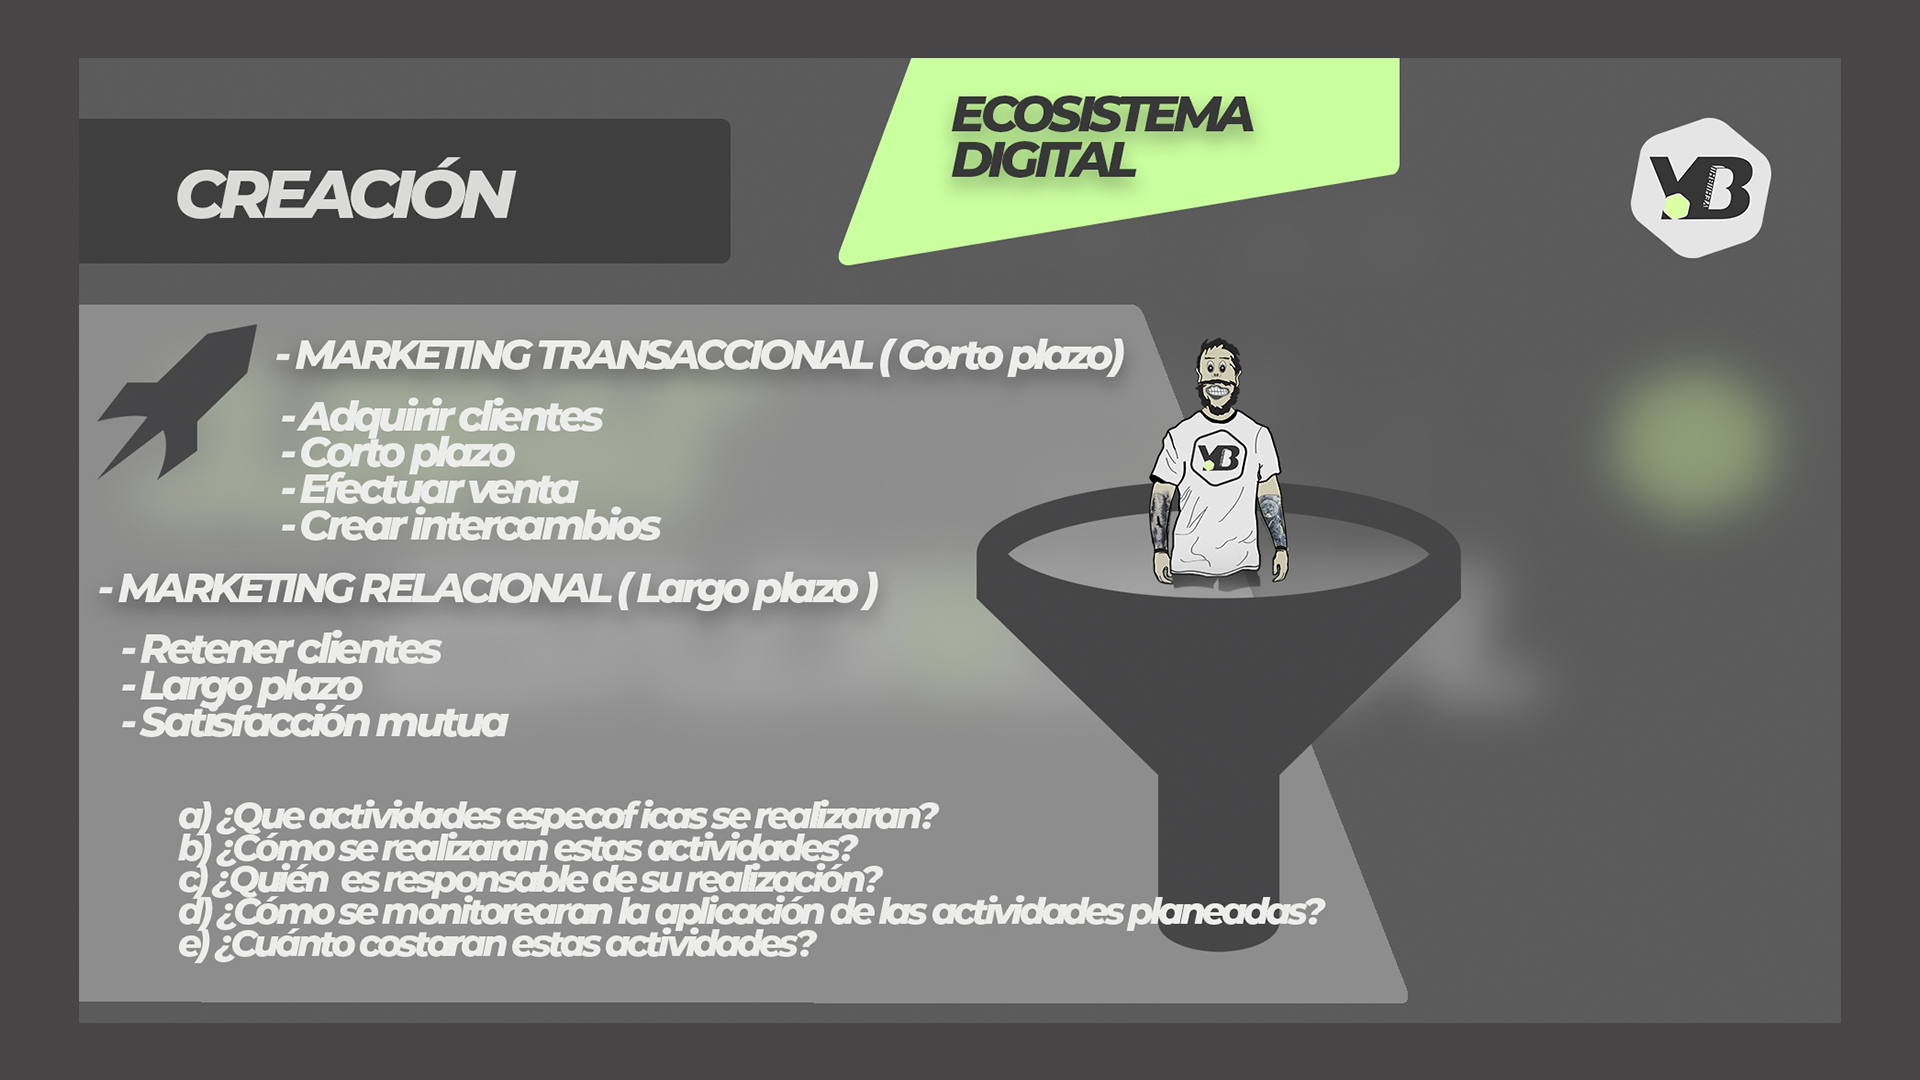 CREACIÓN
ECOSISTEMA
DIGITAL
YB
- MARKETING TRANSACCIONAL ( Corto plazo)
- Adquirir clientes
- Corto plazo
- Efectuar venta
- Crear intercambios
YB
- MARKETING RELACIONAL ( Largo plazo )
- Retener clientes
- Largo plazo
- Satisfacción mutua
a) ¿Que actividades especof icas se realizaran?
b) ¿Cómo se realizaran estas actividades?
c) ¿Quién  es responsable de su realización?
d) ¿Cómo se monitorearan la aplicación de las actividades planeadas?
e) ¿Cuánto costaran estas actividades?